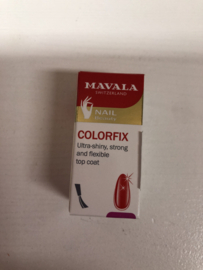 MAVALA
SWITZERLAND
NAIL
COLORFIX
Ultra-shiny, strong
and flexible
top coat